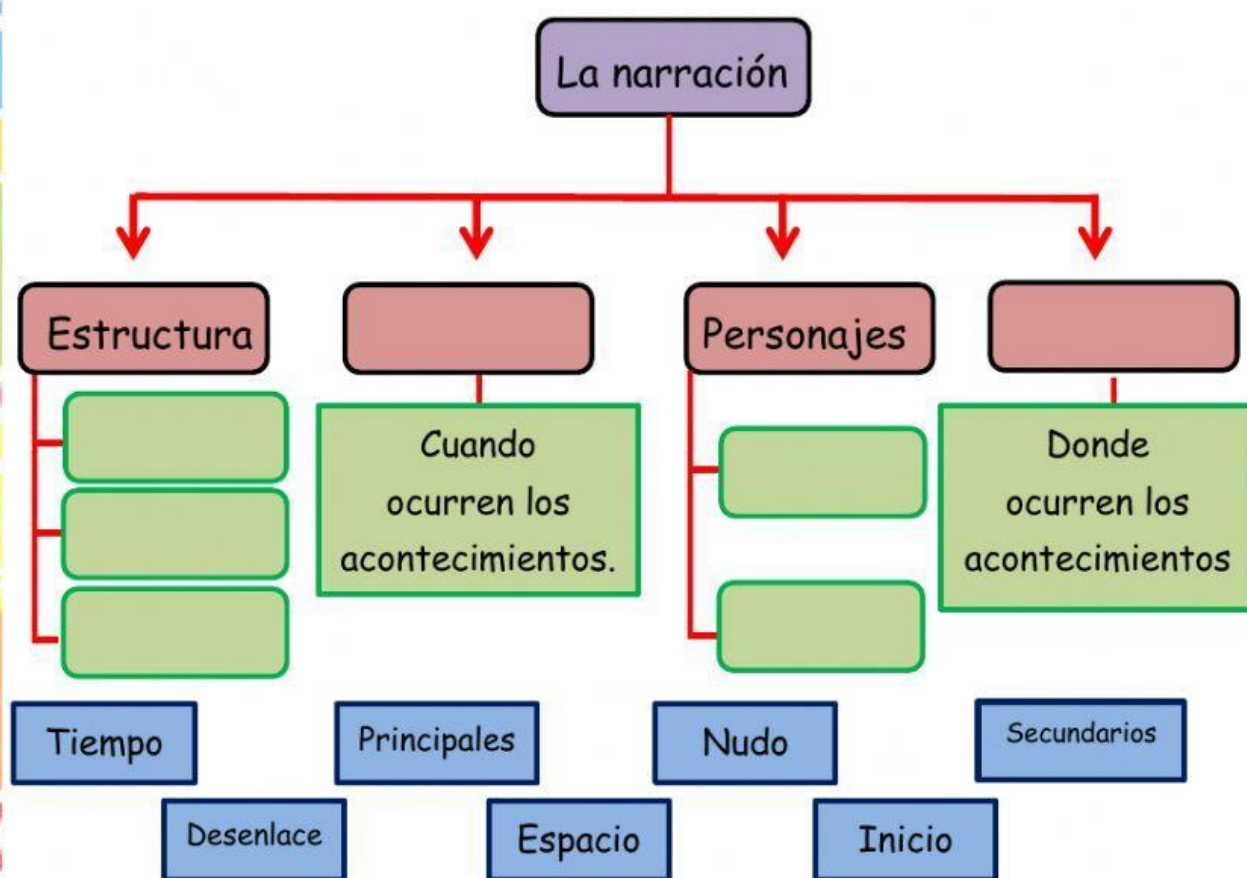 La narración
Estructura
Personajes
Cuando
ocurren los
acontecimientos.
Donde
ocurren los
acontecimientos
Tiempo
Principales
Nudo
Secundarios
Desenlace
Espacio
Inicio